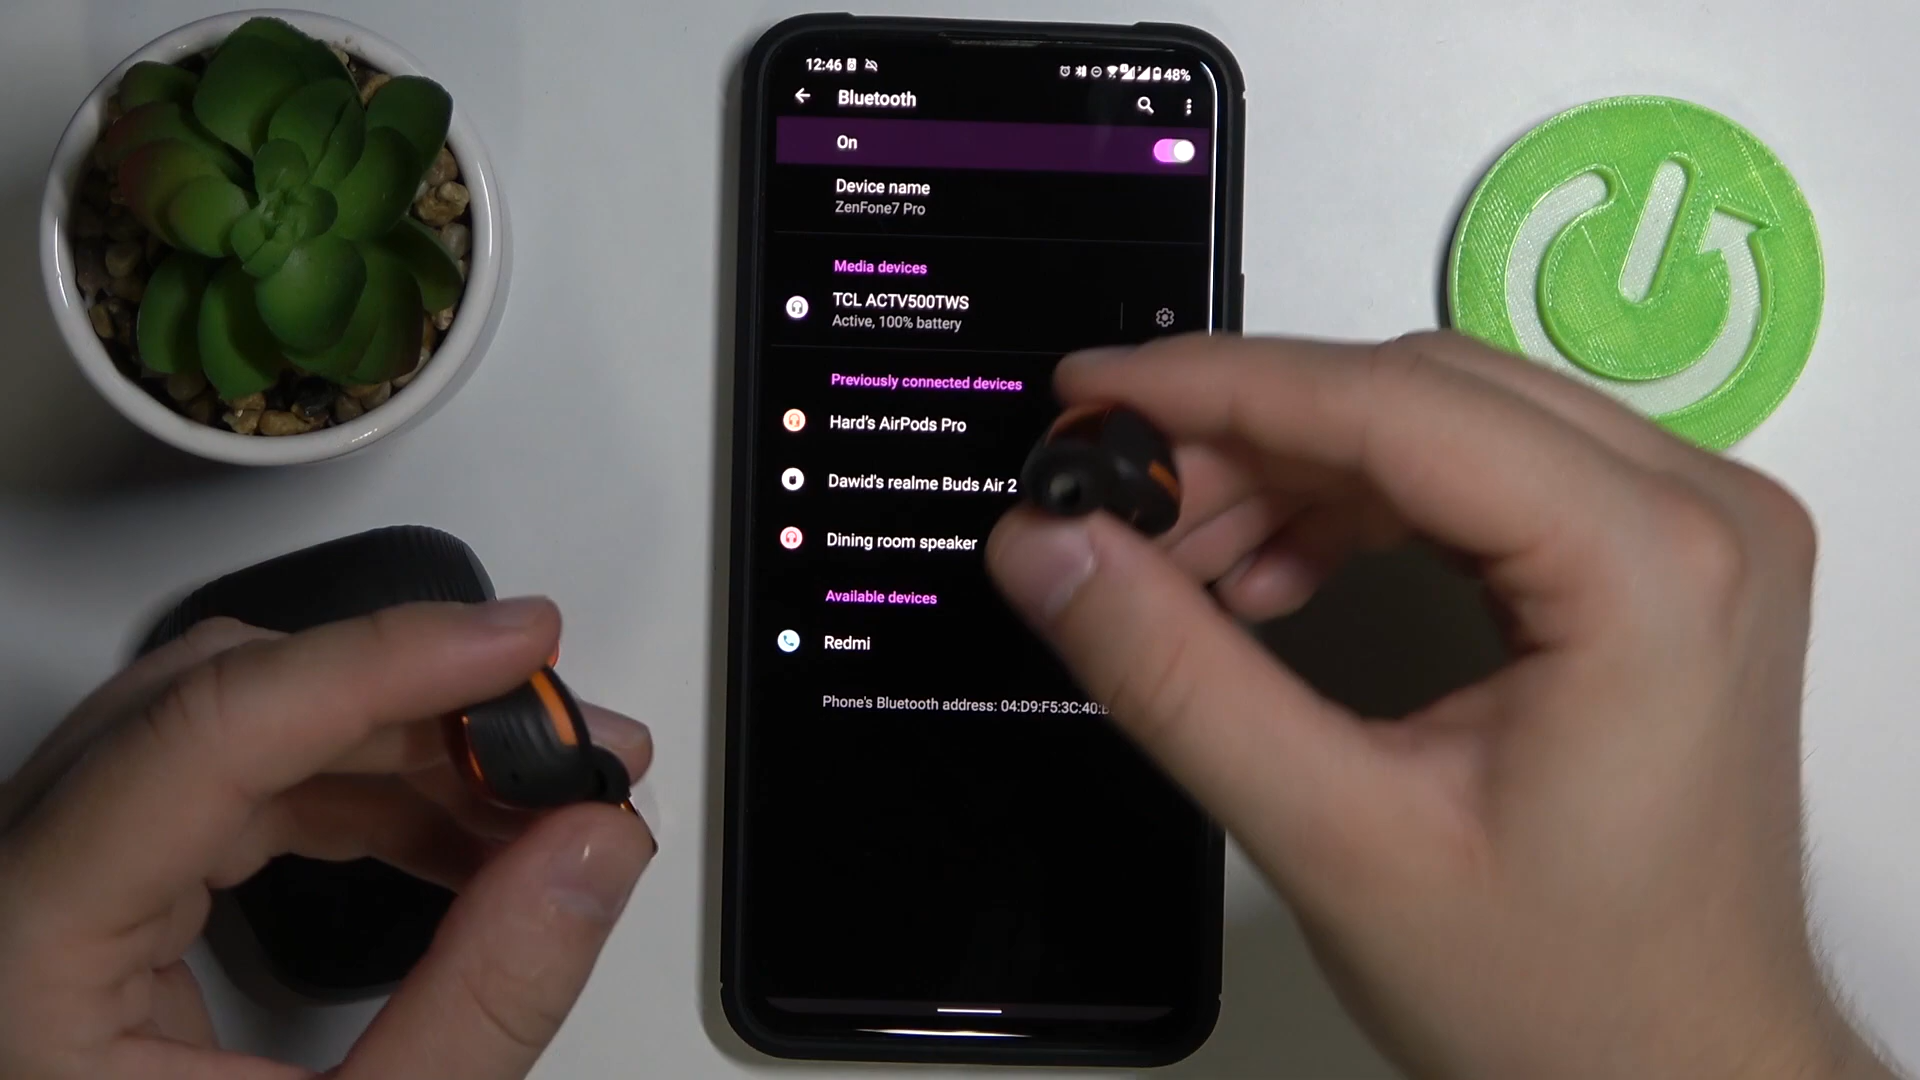 12:46
48%
Bluetooth
On
Device name
ZenFone7 Pro
Media devices
TCL ACTV500TWS
Active, 100% battery
Previously connected devices
Hard's AirPods Pro
Dawid's realme Buds Air 2
Dining room speaker
Available devices
Redmi
Phone's Bluetooth address: 04:D9:F5:3C:40: